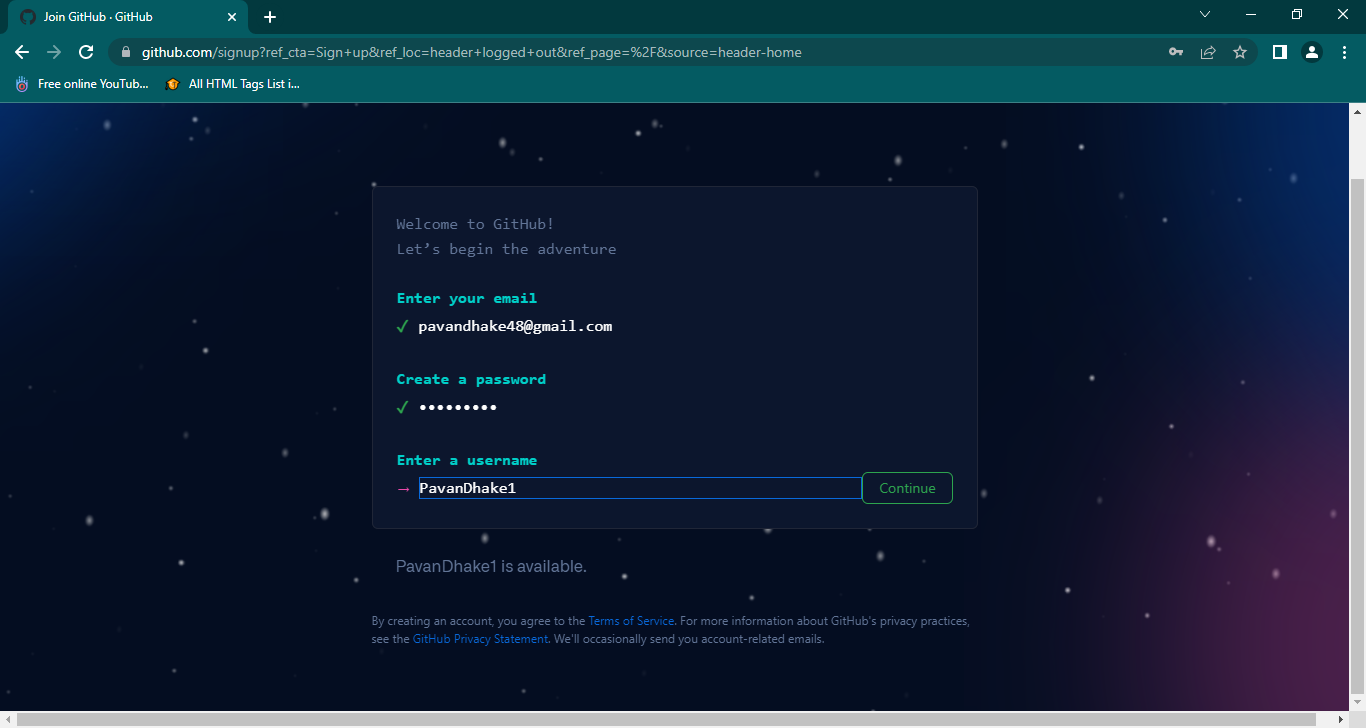 Join GitHub · GitHub
github.com/signup?ref_cta=Sign+up&ref_loc=header+logged+out&ref_page=%2F&source=header-home
Free online YouTub... All HTML Tags List i...
Welcome to GitHub!
Let’s begin the adventure
Enter your email
✓ pavandhake48@gmail.com
Create a password
✓ •••••••••
Enter a username
→ PavanDhake1 Continue
PavanDhake1 is available.
By creating an account, you agree to the Terms of Service. For more information about GitHub's privacy practices,
see the GitHub Privacy Statement. We'll occasionally send you account-related emails.